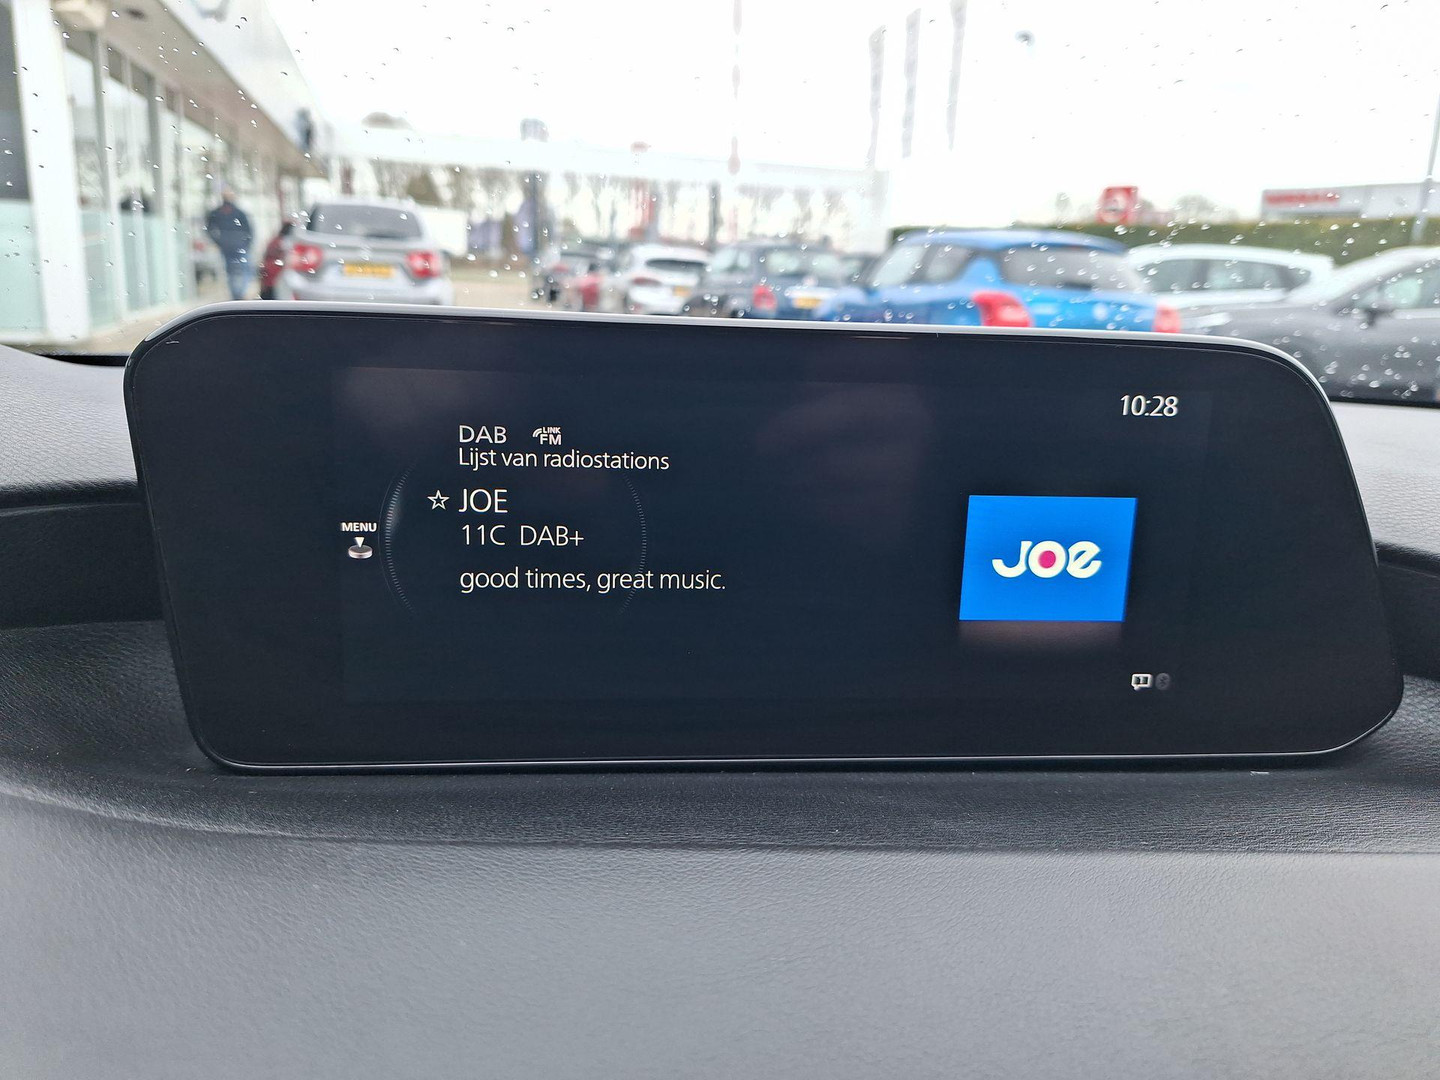 10:28
DAB LINK FM
Lijst van radiostations
JOE
MENU
11C DAB+
good times, great music.
JOe